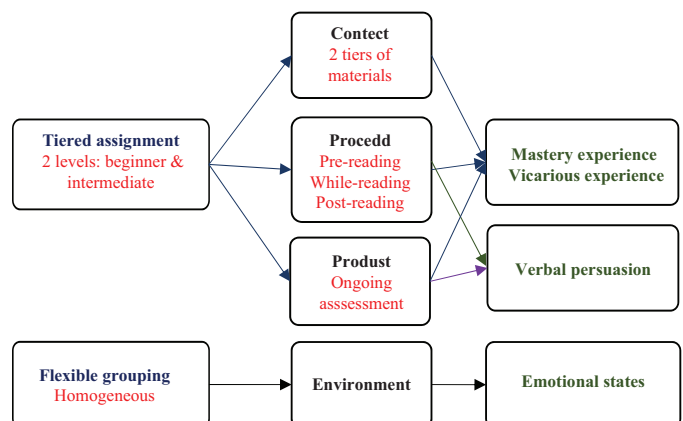 Contect
2 tiers of
materials
Tiered assignment
2 levels: beginner &
intermediate
Procedd
Pre-reading
While-reading
Post-reading
Mastery experience
Vicarious experience
Produst
Ongoing
asssessment
Verbal persuasion
Flexible grouping
Homogeneous
Environment
Emotional states